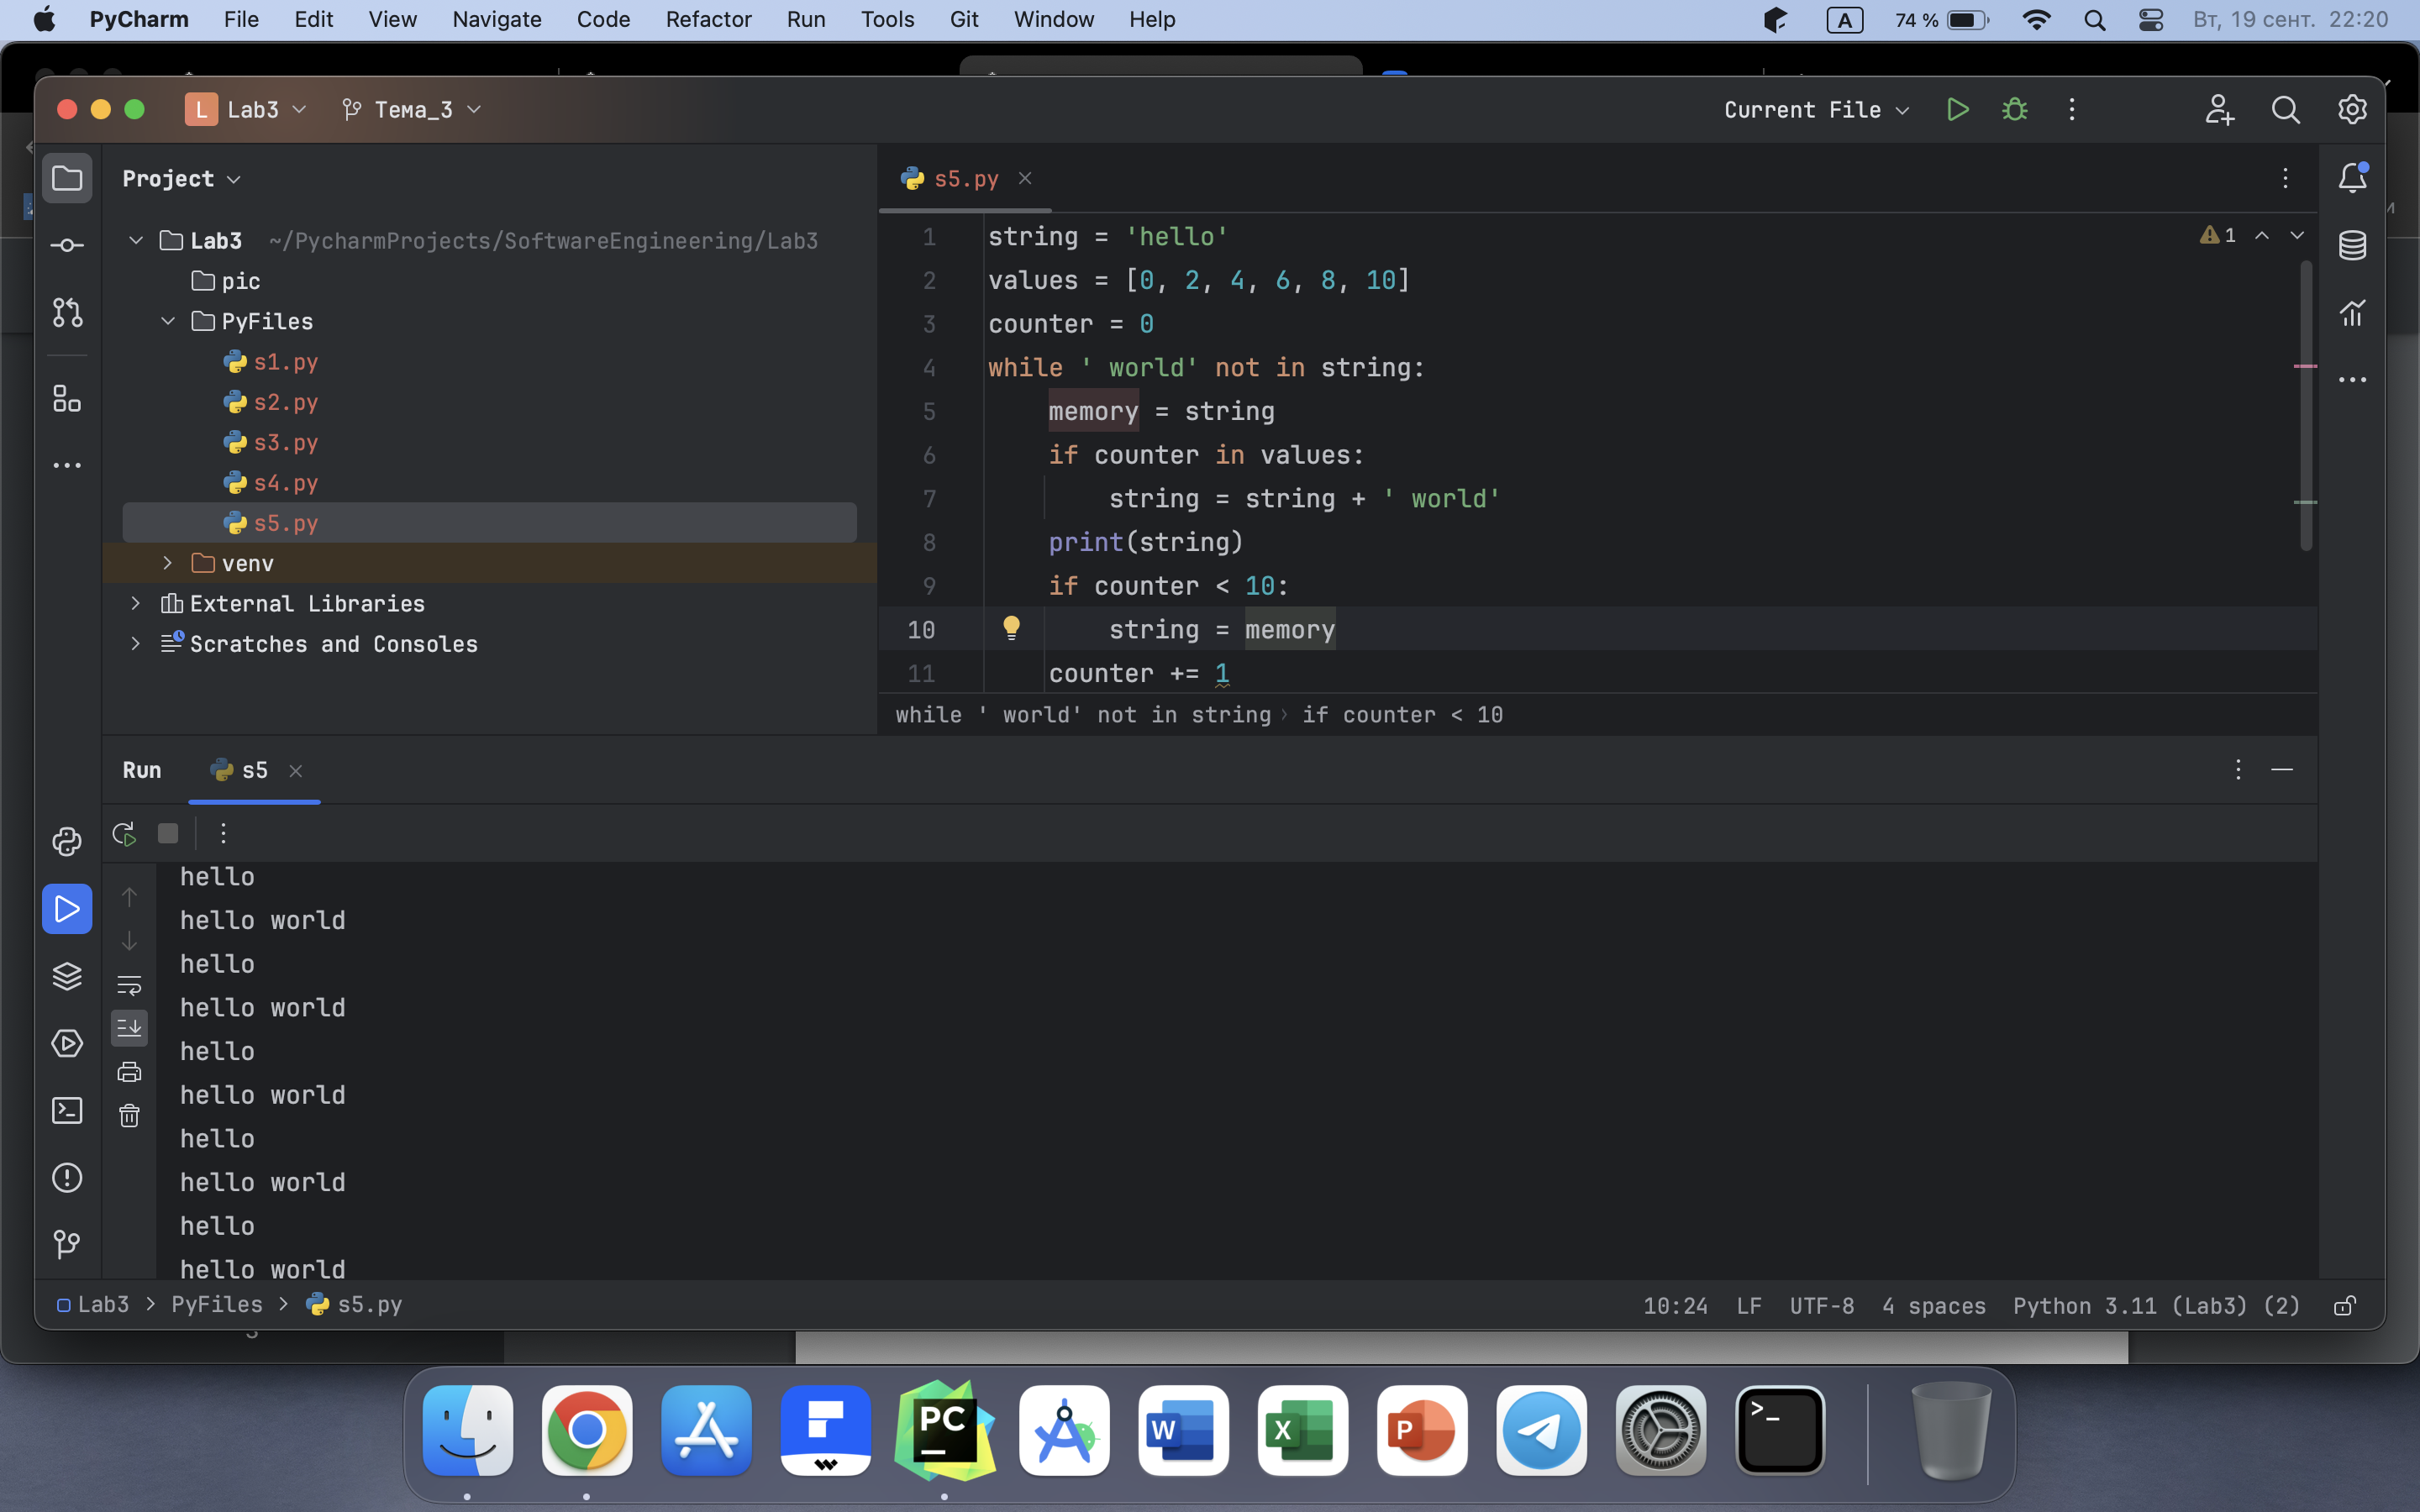 PyCharm File Edit View Navigate Code Refactor Run Tools Git Window Help A 74 % Вт, 19 сент. 22:20
L Lab3 Тема_3 Current File
Project
s5.py
Lab3 ~/PycharmProjects/SoftwareEngineering/Lab3
pic
PyFiles
s1.py
s2.py
s3.py
s4.py
s5.py
venv
External Libraries
Scratches and Consoles
1 string = 'hello'
2 values = [0, 2, 4, 6, 8, 10]
3 counter = 0
4 while ' world' not in string:
5 memory = string
6 if counter in values:
7 string = string + ' world'
8 print(string)
9 if counter < 10:
10 string = memory
11 counter += 1
1
while ' world' not in string › if counter < 10
Run s5
hello
hello world
hello
hello world
hello
hello world
hello
hello world
hello
hello world
Lab3 > PyFiles > s5.py
10:24 LF UTF-8 4 spaces Python 3.11 (Lab3) (2)
PC
W
X
P
>_